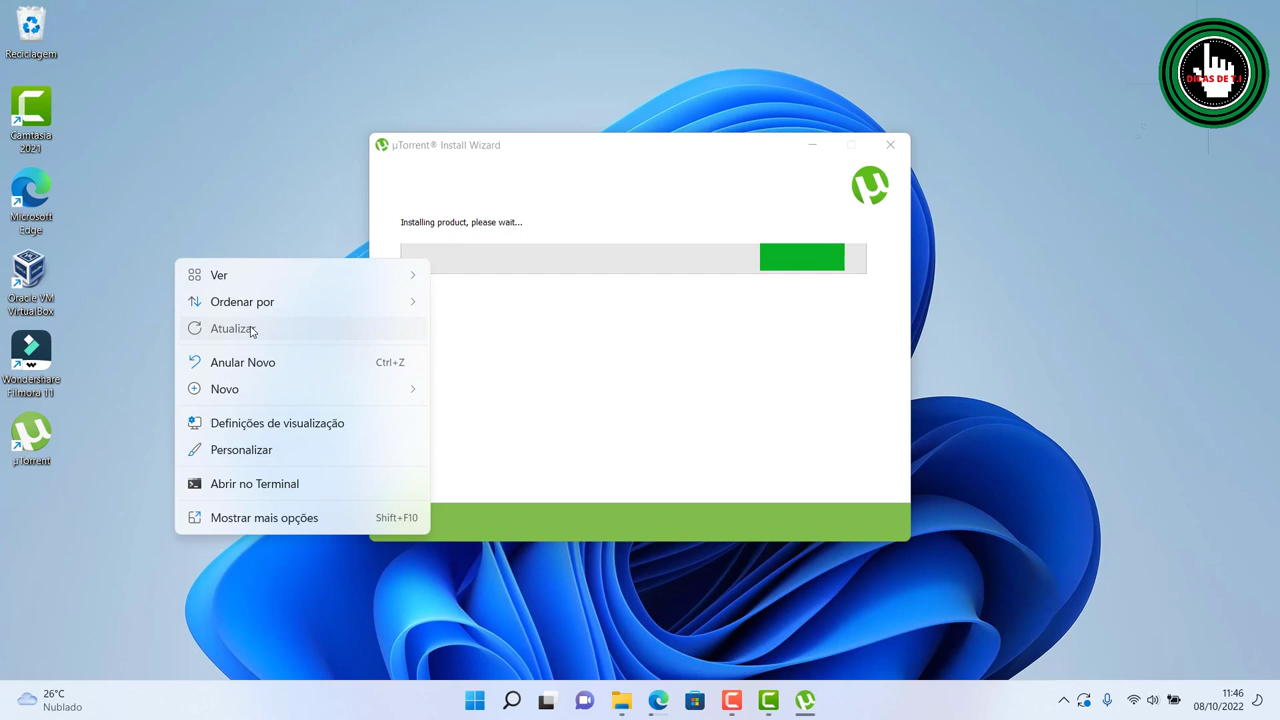 Reciclagem
Camtasia
2021
Microsoft
Edge
Oracle VM
VirtualBox
Wondershare
Filmora 11
µTorrent
DICAS DE T.I
µTorrent® Install Wizard
Installing product, please wait...
Ver
Ordenar por
Atualizar
Anular Novo Ctrl+Z
Novo
Definições de visualização
Personalizar
Abrir no Terminal
Mostrar mais opções Shift+F10
26°C
Nublado
11:46
08/10/2022